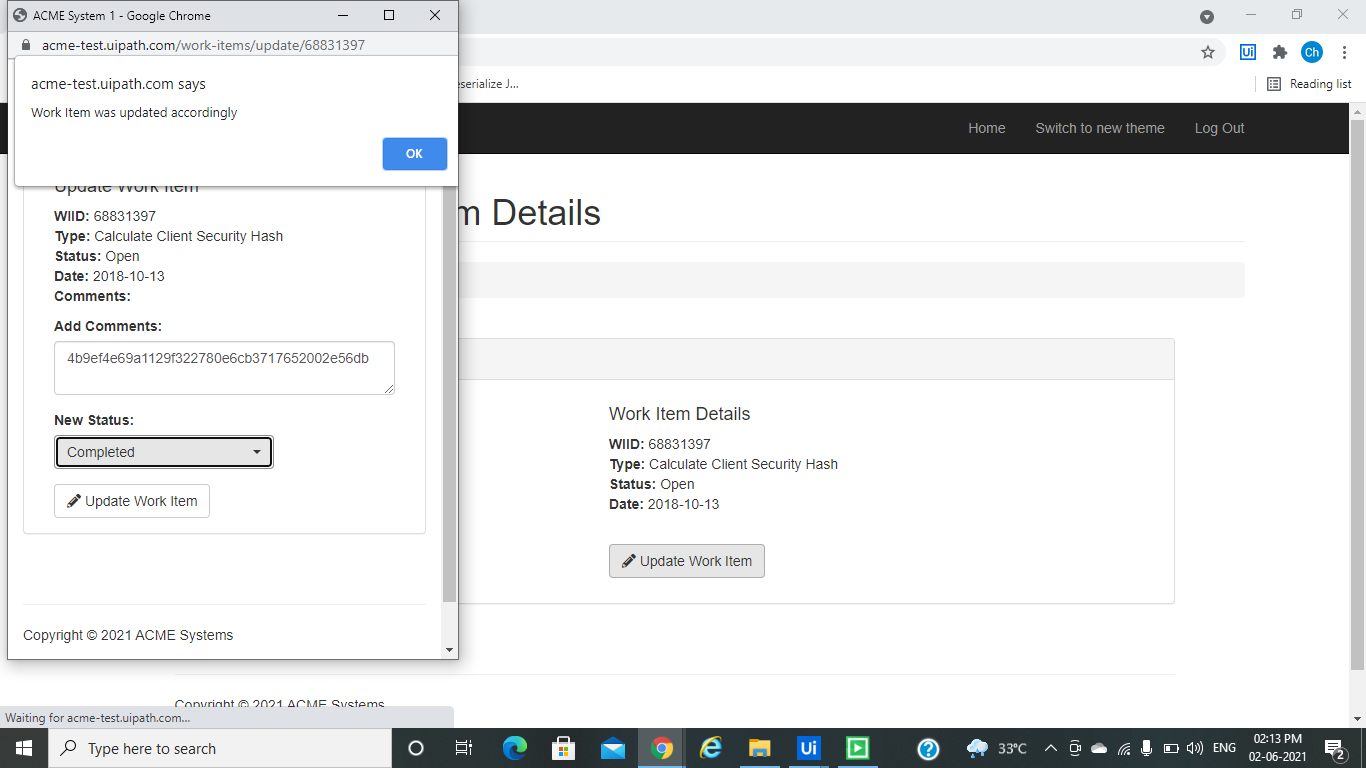 ACME System 1 - Google Chrome
acme-test.uipath.com/work-items/update/68831397
acme-test.uipath.com says
Work Item was updated accordingly
OK
Update Work Item
WIID: 68831397
Type: Calculate Client Security Hash
Status: Open
Date: 2018-10-13
Comments:
Add Comments:
4b9ef4e69a1129f322780e6cb3717652002e56db
New Status:
Completed
Update Work Item
Copyright © 2021 ACME Systems
Ui
Ch
eserialize J...
Reading list
Home Switch to new theme Log Out
m Details
Work Item Details
WIID: 68831397
Type: Calculate Client Security Hash
Status: Open
Date: 2018-10-13
Update Work Item
Copyright © 2021 ACME Systems
Waiting for acme-test.uipath.com...
Type here to search
Ui
33°C
ENG
02:13 PM
02-06-2021
2